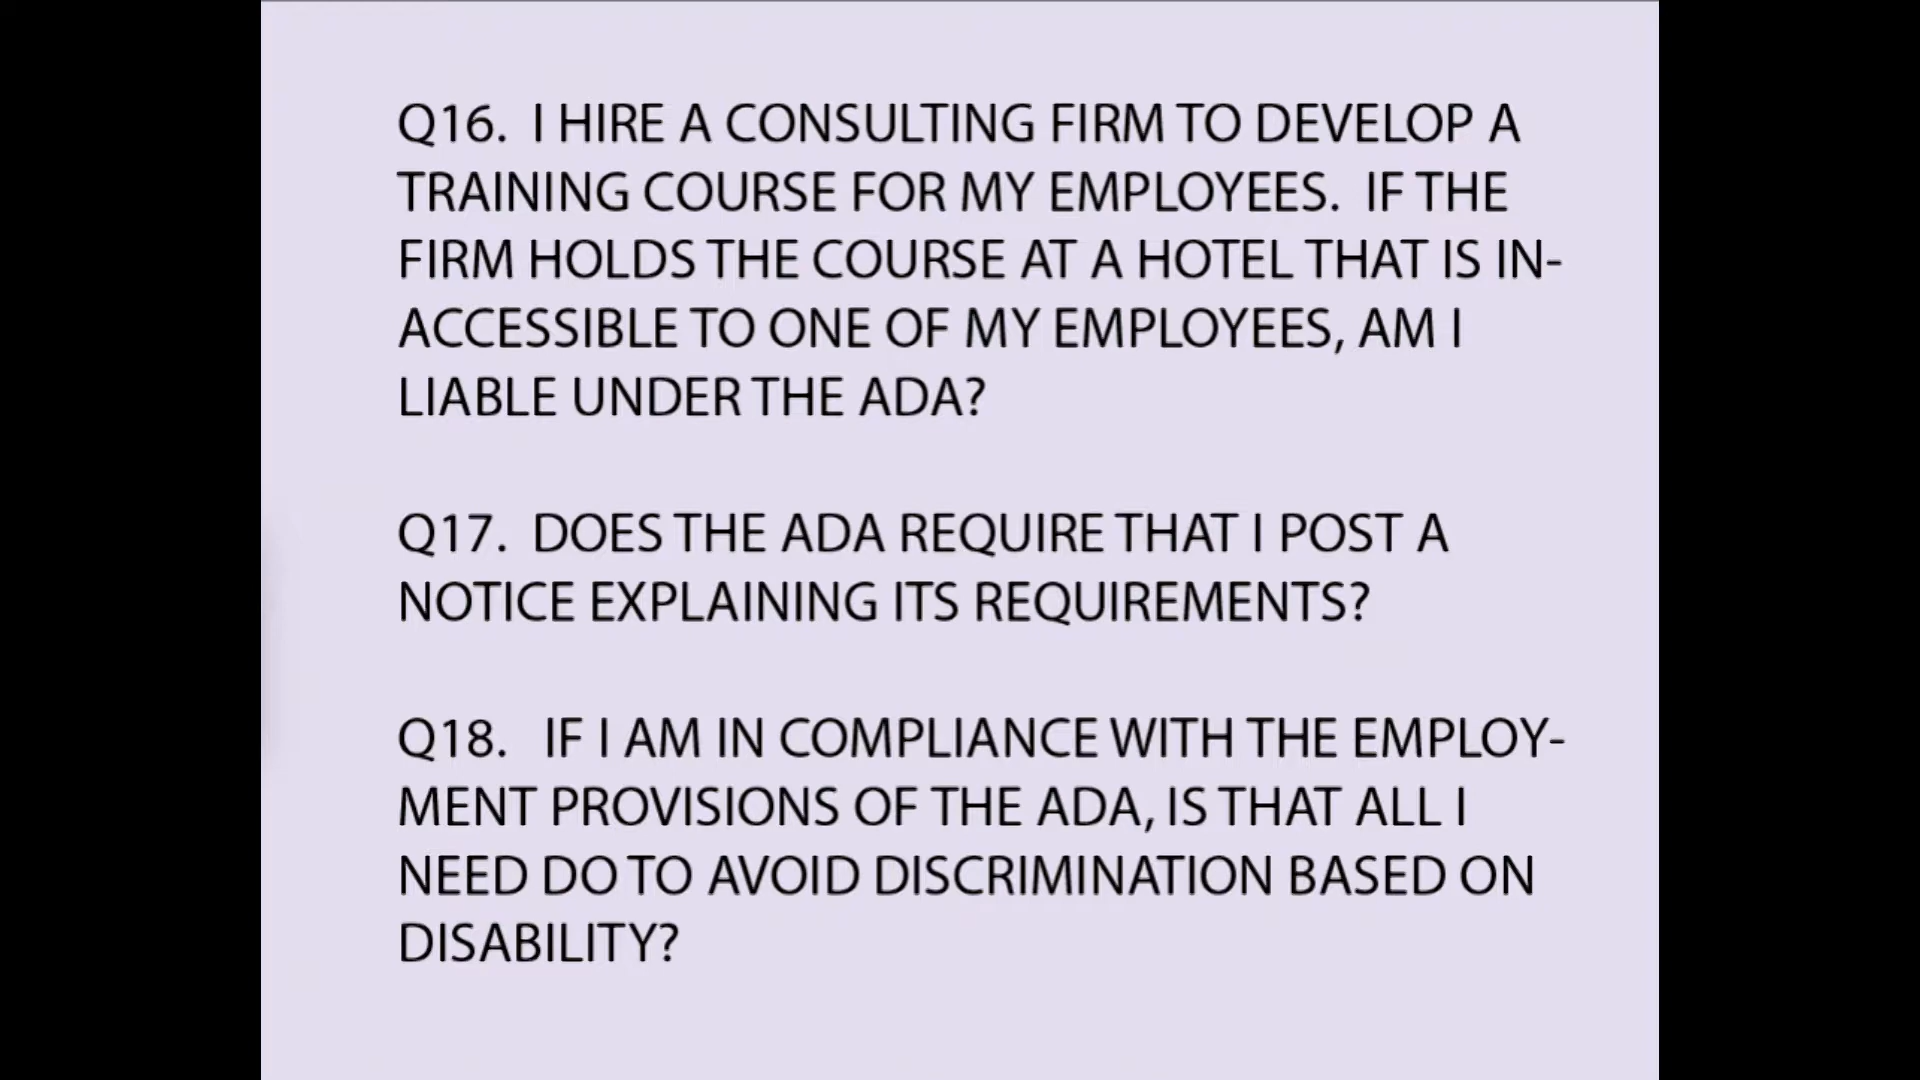 Q16.  I HIRE A CONSULTING FIRM TO DEVELOP A
TRAINING COURSE FOR MY EMPLOYEES.  IF THE
FIRM HOLDS THE COURSE AT A HOTEL THAT IS IN-
ACCESSIBLE TO ONE OF MY EMPLOYEES, AM I
LIABLE UNDER THE ADA?
Q17.  DOES THE ADA REQUIRE THAT I POST A
NOTICE EXPLAINING ITS REQUIREMENTS?
Q18.   IF I AM IN COMPLIANCE WITH THE EMPLOY-
MENT PROVISIONS OF THE ADA, IS THAT ALL I
NEED DO TO AVOID DISCRIMINATION BASED ON
DISABILITY?